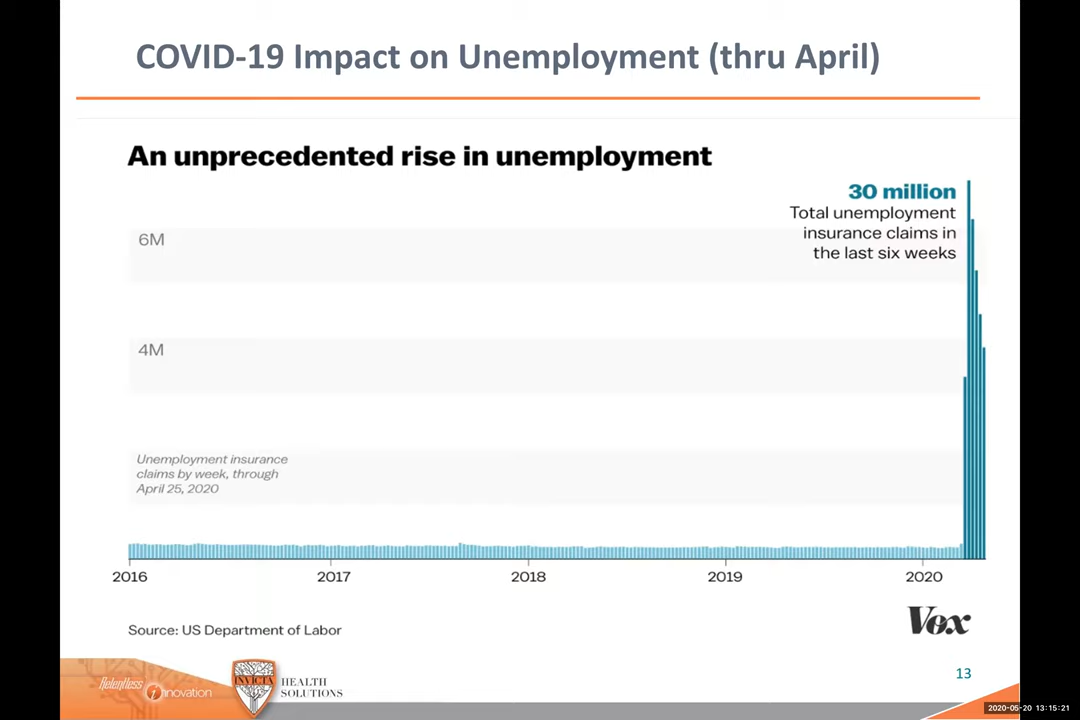 COVID-19 Impact on Unemployment (thru April)
An unprecedented rise in unemployment
30 million
Total unemployment
insurance claims in
the last six weeks
6M
4M
Unemployment insurance
claims by week, through
April 25, 2020
2016
2017
2018
2019
2020
Source: US Department of Labor
Vox
Relentless innovation
INVICTA
HEALTH
SOLUTIONS
13
2020-05-20 13:15:21